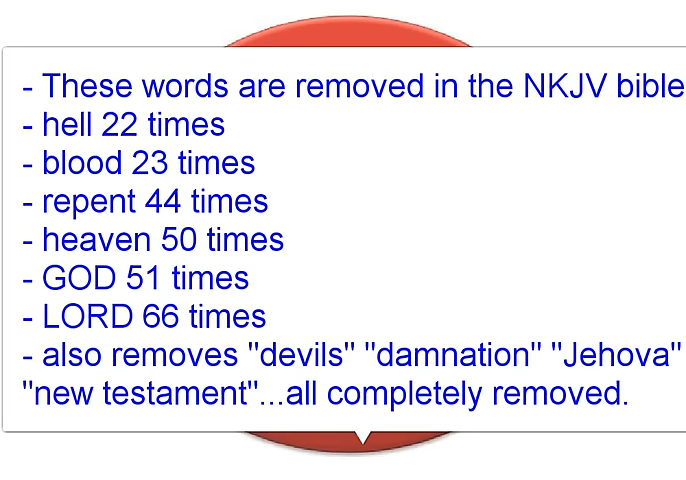 - These words are removed in the NKJV bible
- hell 22 times
- blood 23 times
- repent 44 times
- heaven 50 times
- GOD 51 times
- LORD 66 times
- also removes "devils" "damnation" "Jehova"
"new testament"...all completely removed.